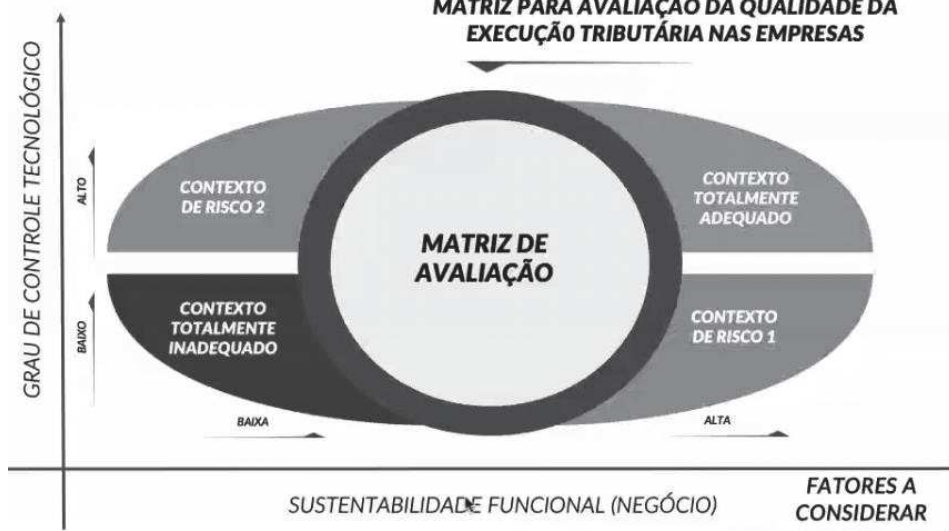 MATRIZ PARA AVALIAÇÃO DA QUALIDADE DA
EXECUÇÃ0 TRIBUTÁRIA NAS EMPRESAS
GRAU DE CONTROLE TECNOLÓGICO
ALTO
BAIXO
CONTEXTO
DE RISCO 2
CONTEXTO
TOTALMENTE
ADEQUADO
MATRIZ DE
AVALIAÇÃO
CONTEXTO
TOTALMENTE
INADEQUADO
CONTEXTO
DE RISCO 1
BAIXA
ALTA
SUSTENTABILIDADE FUNCIONAL (NEGÓCIO)
FATORES A
CONSIDERAR